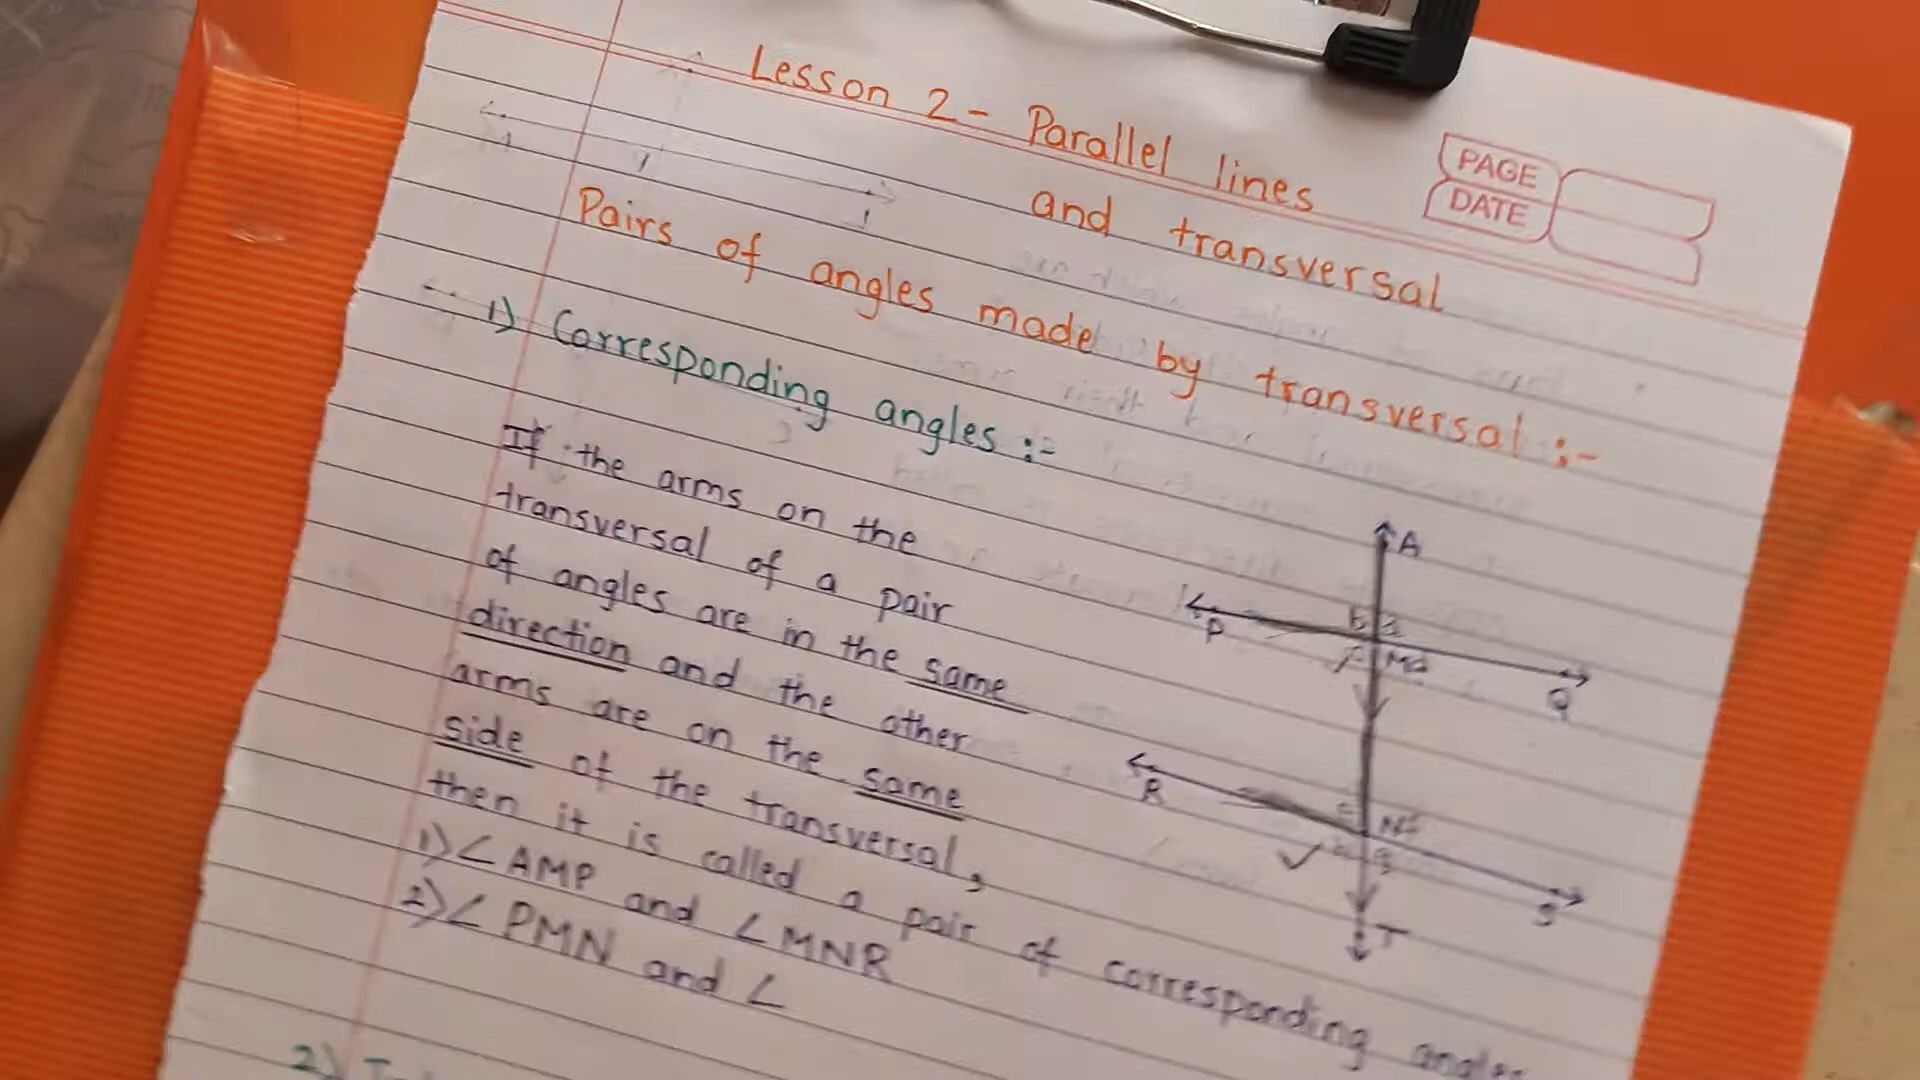 Lesson 2 - Parallel lines
and transversal
PAGE
DATE
Pairs of angles made by transversal :-
1) Corresponding angles :-
If the arms on the
transversal of a pair
of angles are in the same
direction and the other
arms are on the same
side of the transversal,
then it is called a pair of corresponding angles
1) ∠ AMP and ∠ MNR
2) ∠ PMN and ∠
2)
A
b a
P
c M d
Q
R
e N f
h g
S
T